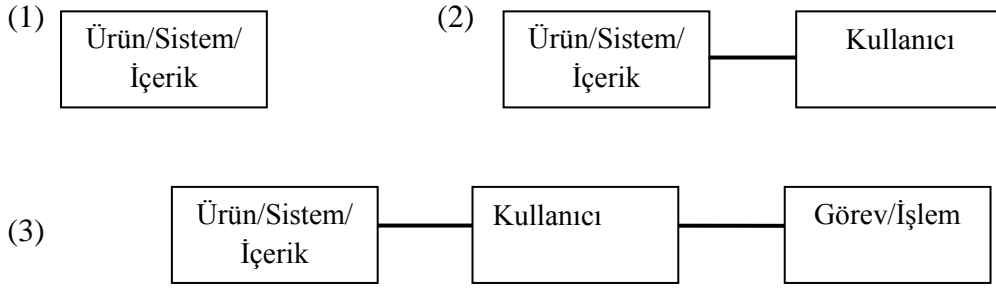 (1)
Ürün/Sistem/
İçerik
(2)
Ürün/Sistem/
İçerik
Kullanıcı
(3)
Ürün/Sistem/
İçerik
Kullanıcı
Görev/İşlem